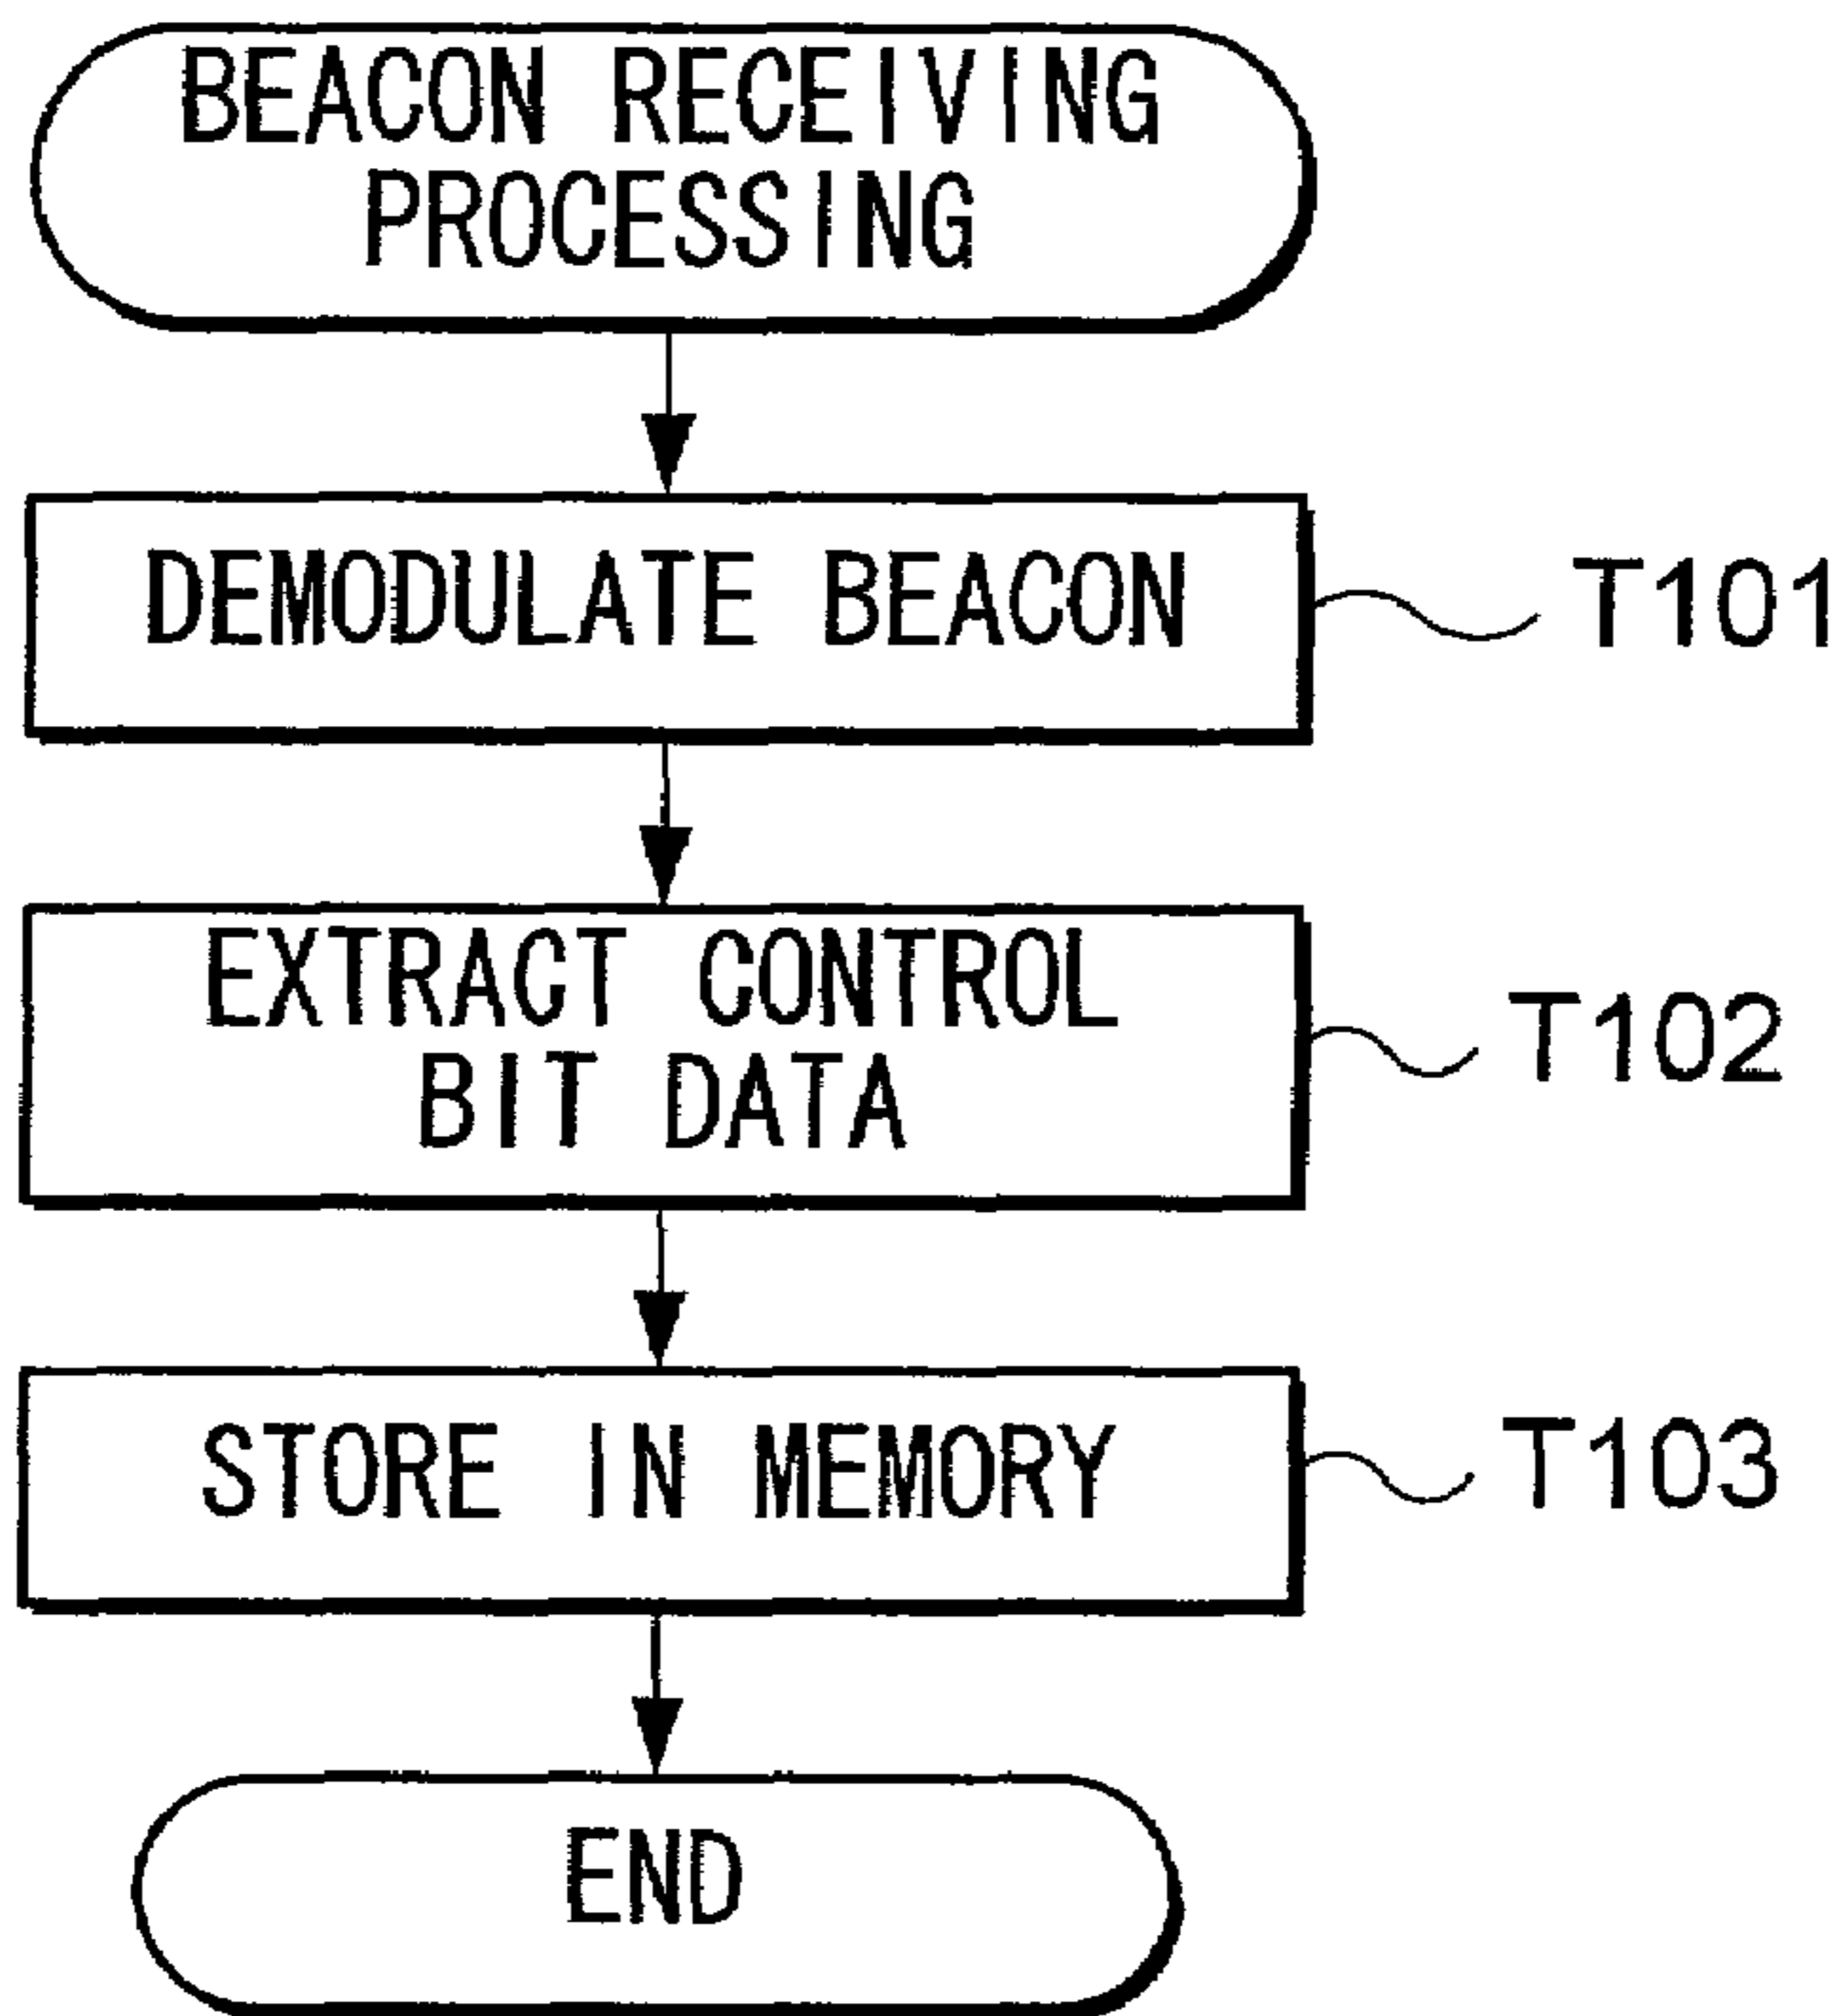 BEACON RECEIVING
PROCESSING
DEMODULATE BEACON
T101
EXTRACT CONTROL
BIT DATA
T102
STORE IN MEMORY
T103
END